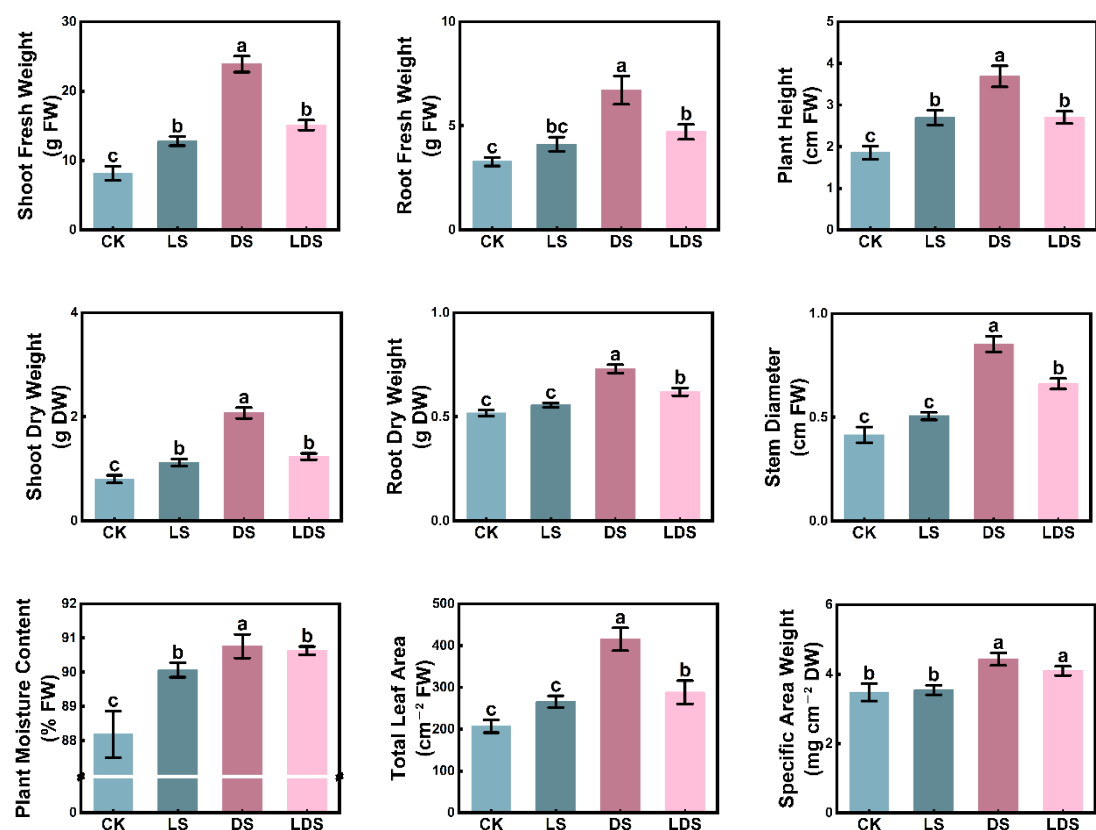 Shoot Fresh Weight
(g FW)
30
20
10
0
c
b
a
b
CK LS DS LDS
Root Fresh Weight
(g FW)
10
5
0
c
bc
a
b
CK LS DS LDS
Plant Height
(cm FW)
5
4
3
2
1
0
c
b
a
b
CK LS DS LDS
Shoot Dry Weight
(g DW)
4
2
0
c
b
a
b
CK LS DS LDS
Root Dry Weight
(g DW)
1.0
0.5
0.0
c
c
a
b
CK LS DS LDS
Stem Diameter
(cm FW)
1.0
0.5
0.0
c
c
a
b
CK LS DS LDS
Plant Moisture Content
(% FW)
92
91
90
89
88
0
c
b
a
b
CK LS DS LDS
Total Leaf Area
(cm⁻² FW)
500
400
300
200
100
0
c
c
a
b
CK LS DS LDS
Specific Area Weight
(mg cm⁻² DW)
6
4
2
0
b
b
a
a
CK LS DS LDS